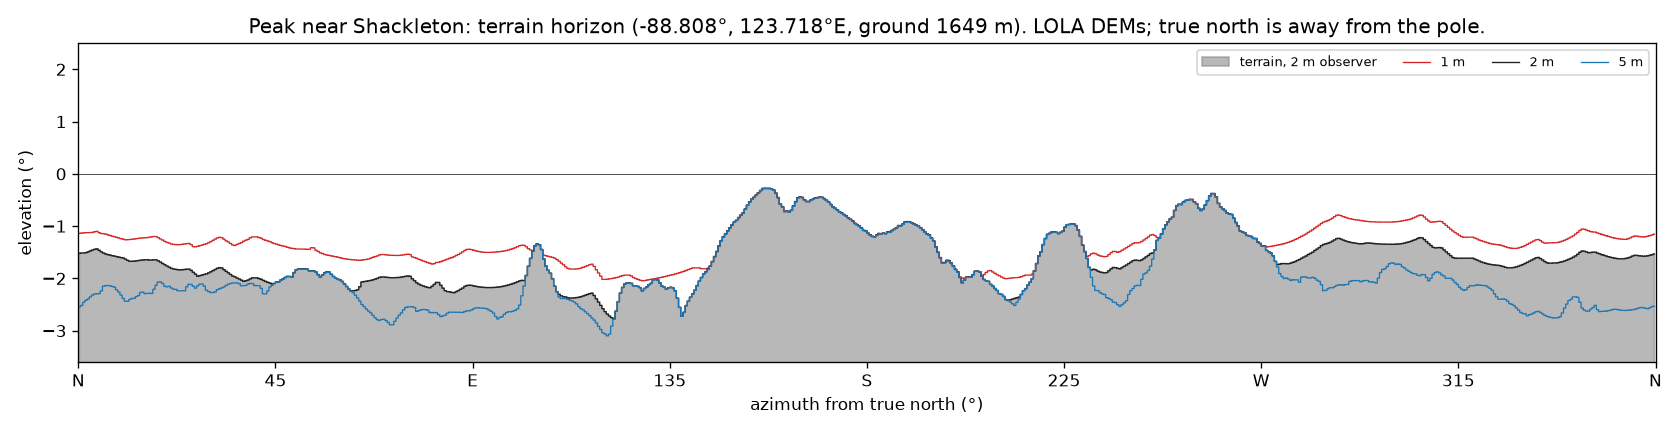 Peak near Shackleton: terrain horizon (-88.808°, 123.718°E, ground 1649 m). LOLA DEMs; true north is away from the pole.
terrain, 2 m observer 1 m 2 m 5 m
elevation (°)
2
1
0
−1
−2
−3
N 45 E 135 S 225 W 315 N
azimuth from true north (°)